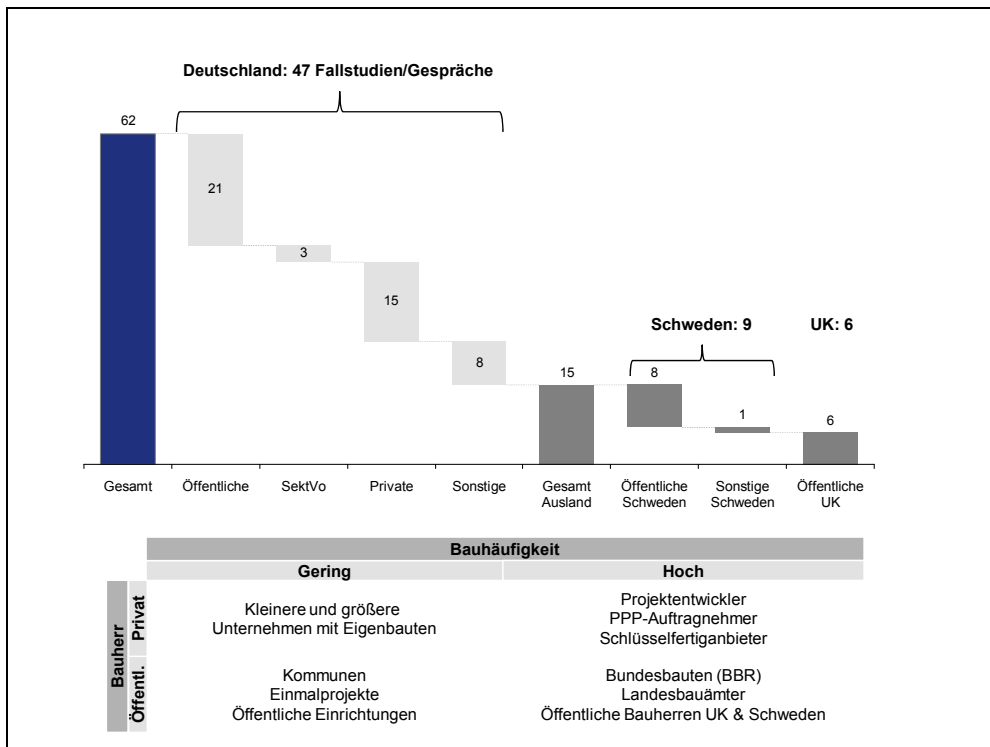 Deutschland: 47 Fallstudien/Gespräche
62
21
3
15
8
Schweden: 9
UK: 6
15
8
1
6
Gesamt
Öffentliche
SektVo
Private
Sonstige
Gesamt
Ausland
Öffentliche
Schweden
Sonstige
Schweden
Öffentliche
UK
Bauhäufigkeit
Gering
Hoch
Bauherr
Privat
Kleinere und größere
Unternehmen mit Eigenbauten
Projektentwickler
PPP-Auftragnehmer
Schlüsselfertiganbieter
Öffentl.
Kommunen
Einmalprojekte
Öffentliche Einrichtungen
Bundesbauten (BBR)
Landesbauämter
Öffentliche Bauherren UK & Schweden